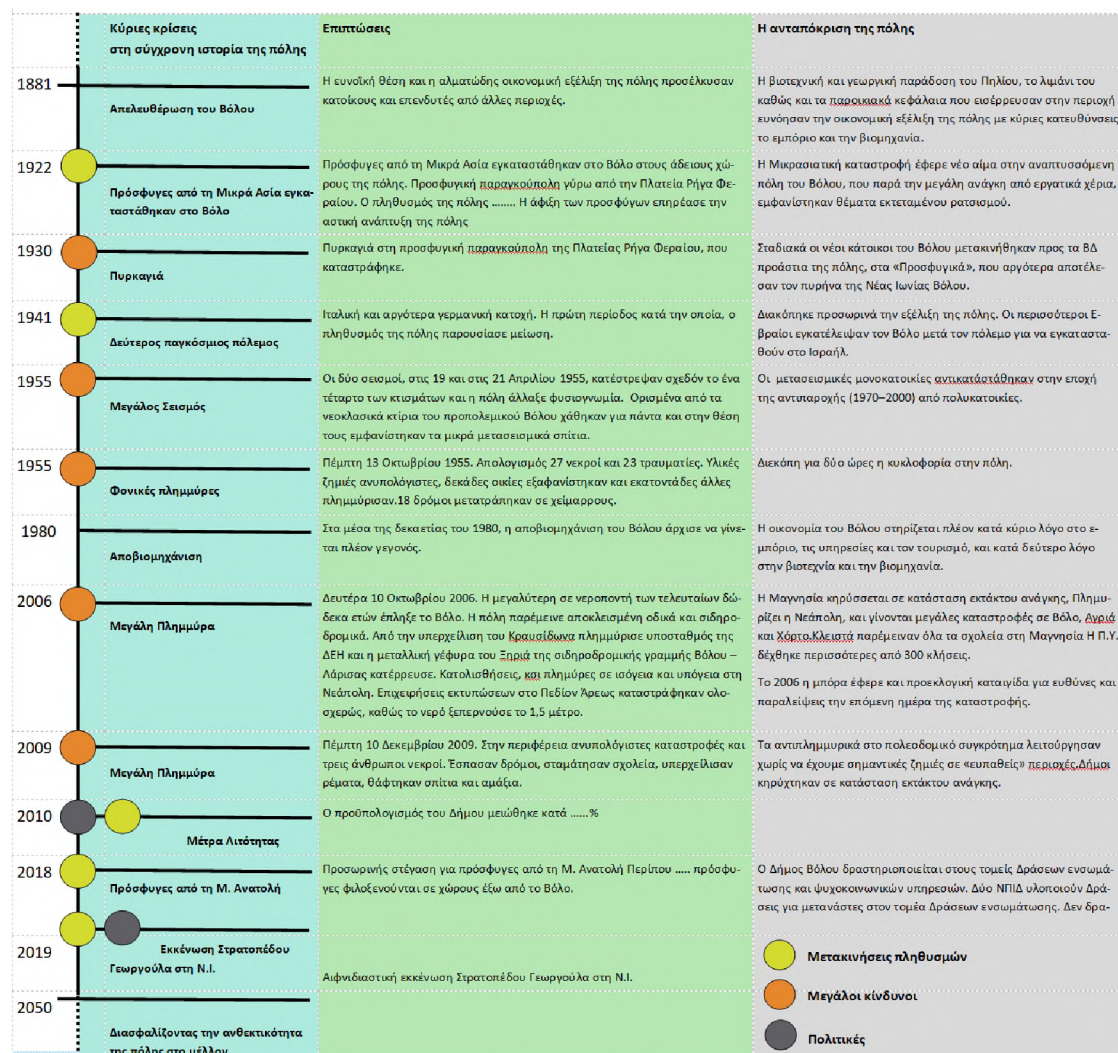 Κύριες κρίσεις
στη σύγχρονη ιστορία της πόλης
Επιπτώσεις
Η ανταπόκριση της πόλης
1881
Απελευθέρωση του Βόλου
Η ευνοϊκή θέση και η αλματώδης οικονομική εξέλιξη της πόλης προσέλκυσαν
κατοίκους και επενδυτές από άλλες περιοχές.
Η βιοτεχνική και γεωργική παράδοση του Πηλίου, το λιμάνι του
καθώς και τα παροικιακά κεφάλαια που εισέρρευσαν στην περιοχή
ευνόησαν την οικονομική εξέλιξη της πόλης με κύριες κατευθύνσεις
το εμπόριο και την βιομηχανία.
1922
Πρόσφυγες από τη Μικρά Ασία εγκα-
ταστάθηκαν στο Βόλο
Πρόσφυγες από τη Μικρά Ασία εγκαταστάθηκαν στο Βόλο στους άδειους χώ-
ρους της πόλης. Προσφυγική παραγκούπολη γύρω από την Πλατεία Ρήγα Φε-
ραίου. Ο πληθυσμός της πόλης ........ Η άφιξη των προσφύγων επηρέασε την
αστική ανάπτυξη της πόλης
Η Μικρασιατική καταστροφή έφερε νέο αίμα στην αναπτυσσόμενη
πόλη του Βόλου, που παρά την μεγάλη ανάγκη από εργατικά χέρια,
εμφανίστηκαν θέματα εκτεταμένου ρατσισμού.
1930
Πυρκαγιά
Πυρκαγιά στη προσφυγική παραγκούπολη της Πλατείας Ρήγα Φεραίου, που
καταστράφηκε.
Σταδιακά οι νέοι κάτοικοι του Βόλου μετακινήθηκαν προς τα ΒΔ
προάστια της πόλης, στα «Προσφυγικά», που αργότερα αποτέλε-
σαν τον πυρήνα της Νέας Ιωνίας Βόλου.
1941
Δεύτερος παγκόσμιος πόλεμος
Ιταλική και αργότερα γερμανική κατοχή. Η πρώτη περίοδος κατά την οποία, ο
πληθυσμός της πόλης παρουσίασε μείωση.
Διακόπηκε προσωρινά την εξέλιξη της πόλης. Οι περισσότεροι Ε-
βραίοι εγκατέλειψαν τον Βόλο μετά τον πόλεμο για να εγκαταστα-
θούν στο Ισραήλ.
1955
Μεγάλος Σεισμός
Οι δύο σεισμοί, στις 19 και στις 21 Απριλίου 1955, κατέστρεψαν σχεδόν το ένα
τέταρτο των κτισμάτων και η πόλη άλλαξε φυσιογνωμία. Ορισμένα από τα
νεοκλασικά κτίρια του προπολεμικού Βόλου χάθηκαν για πάντα και στην θέση
τους εμφανίστηκαν τα μικρά μετασεισμικά σπίτια.
Οι μετασεισμικές μονοκατοικίες αντικατάστάθηκαν στην εποχή
της αντιπαροχής (1970–2000) από πολυκατοικίες.
1955
Φονικές πλημμύρες
Πέμπτη 13 Οκτωβρίου 1955. Απολογισμός 27 νεκροί και 23 τραυματίες. Υλικές
ζημιές ανυπολόγιστες, δεκάδες οικίες εξαφανίστηκαν και εκατοντάδες άλλες
πλημμύρισαν.18 δρόμοι μετατράπηκαν σε χείμαρρους.
Διεκόπη για δύο ώρες η κυκλοφορία στην πόλη.
1980
Αποβιομηχάνιση
Στα μέσα της δεκαετίας του 1980, η αποβιομηχάνιση του Βόλου άρχισε να γίνε-
ται πλέον γεγονός.
Η οικονομία του Βόλου στηρίζεται πλέον κατά κύριο λόγο στο ε-
μπόριο, τις υπηρεσίες και τον τουρισμό, και κατά δεύτερο λόγο
στην βιοτεχνία και την βιομηχανία.
2006
Μεγάλη Πλημμύρα
Δευτέρα 10 Οκτωβρίου 2006. Η μεγαλύτερη σε νεροποντή των τελευταίων δώ-
δεκα ετών έπληξε το Βόλο. Η πόλη παρέμεινε αποκλεισμένη οδικά και σιδηρο-
δρομικά. Από την υπερχείλιση του Κραυσίδωνα πλημμύρισε υποσταθμός της
ΔΕΗ και η μεταλλική γέφυρα του Ξηριά της σιδηροδρομικής γραμμής Βόλου –
Λάρισας κατέρρευσε. Κατολισθήσεις, κσι πλημύρες σε ισόγεια και υπόγεια στη
Νεάπολη. Επιχειρήσεις εκτυπώσεων στο Πεδίον Άρεως καταστράφηκαν ολο-
σχερώς, καθώς το νερό ξεπερνούσε το 1,5 μέτρο.
Η Μαγνησία κηρύσσεται σε κατάσταση εκτάκτου ανάγκης, Πλημυ-
ρίζει η Νεάπολη, και γίνονται μεγάλες καταστροφές σε Βόλο, Αγριά
και Χόρτο.Κλειστά παρέμειναν όλα τα σχολεία στη Μαγνησία Η Π.Υ.
δέχθηκε περισσότερες από 300 κλήσεις.
Το 2006 η μπόρα έφερε και προεκλογική καταιγίδα για ευθύνες και
παραλείψεις την επόμενη ημέρα της καταστροφής.
2009
Μεγάλη Πλημμύρα
Πέμπτη 10 Δεκεμβρίου 2009. Στην περιφέρεια ανυπολόγιστες καταστροφές και
τρεις άνθρωποι νεκροί. Έσπασαν δρόμοι, σταμάτησαν σχολεία, υπερχείλισαν
ρέματα, θάφτηκαν σπίτια και αμάξια.
Τα αντιπλημμυρικά στο πολεοδομικό συγκρότημα λειτούργησαν
χωρίς να έχουμε σημαντικές ζημιές σε «ευπαθείς» περιοχές.Δήμοι
κηρύχτηκαν σε κατάσταση εκτάκτου ανάγκης.
2010
Μέτρα Λιτότητας
Ο προϋπολογισμός του Δήμου μειώθηκε κατά ......%
2018
Πρόσφυγες από τη Μ. Ανατολή
Προσωρινής στέγαση για πρόσφυγες από τη Μ. Ανατολή Περίπου ..... πρόσφυ-
γες φιλοξενούνται σε χώρους έξω από το Βόλο.
Ο Δήμος Βόλου δραστηριοποιείται στους τομείς Δράσεων ενσωμά-
τωσης και ψυχοκοινωνικών υπηρεσιών. Δύο ΝΠΙΔ υλοποιούν Δρά-
σεις για μετανάστες στον τομέα Δράσεων ενσωμάτωσης. Δεν δρα-
2019
Εκκένωση Στρατοπέδου
Γεωργούλα στη Ν.Ι.
Αιφνιδιαστική εκκένωση Στρατοπέδου Γεωργούλα στη Ν.Ι.
Μετακινήσεις πληθυσμών
Μεγάλοι κίνδυνοι
Πολιτικές
2050
Διασφαλίζοντας την ανθεκτικότητα
της πόλης στο μέλλον